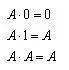 A·0 = 0
A·1 = A
A·A = A